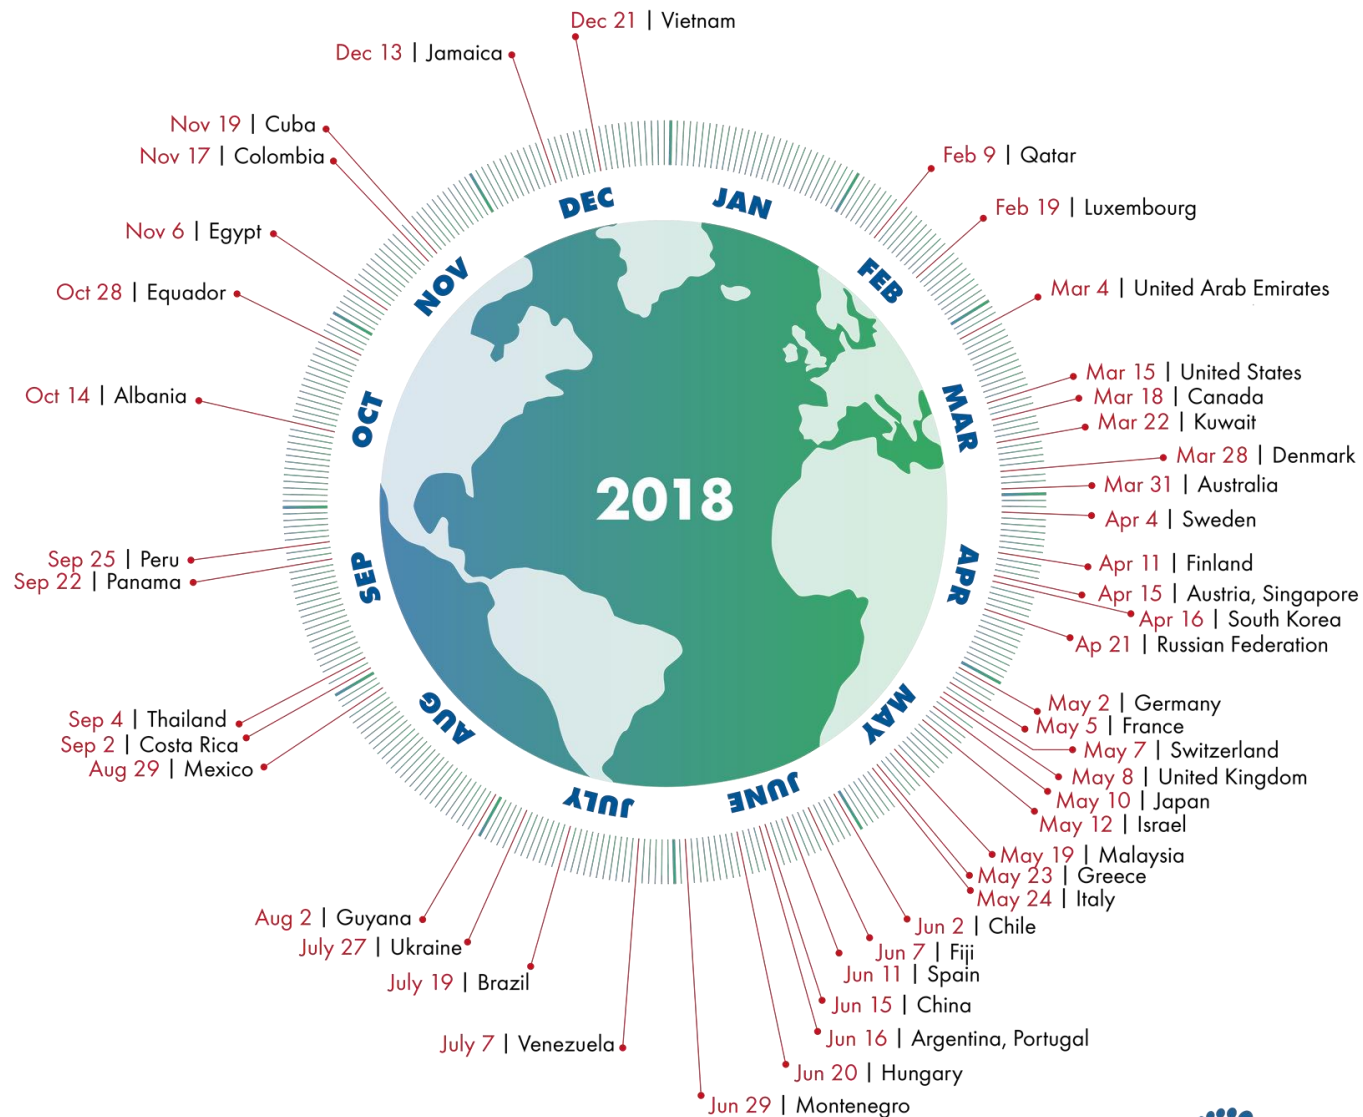 Dec 21 | Vietnam
Dec 13 | Jamaica
Nov 19 | Cuba
Nov 17 | Colombia
Nov 6 | Egypt
Oct 28 | Equador
Oct 14 | Albania
Sep 25 | Peru
Sep 22 | Panama
Sep 4 | Thailand
Sep 2 | Costa Rica
Aug 29 | Mexico
Aug 2 | Guyana
July 27 | Ukraine
July 19 | Brazil
July 7 | Venezuela
Feb 9 | Qatar
Feb 19 | Luxembourg
Mar 4 | United Arab Emirates
Mar 15 | United States
Mar 18 | Canada
Mar 22 | Kuwait
Mar 28 | Denmark
Mar 31 | Australia
Apr 4 | Sweden
Apr 11 | Finland
Apr 15 | Austria, Singapore
Apr 16 | South Korea
Ap 21 | Russian Federation
May 2 | Germany
May 5 | France
May 7 | Switzerland
May 8 | United Kingdom
May 10 | Japan
May 12 | Israel
May 19 | Malaysia
May 23 | Greece
May 24 | Italy
Jun 2 | Chile
Jun 7 | Fiji
Jun 11 | Spain
Jun 15 | China
Jun 16 | Argentina, Portugal
Jun 20 | Hungary
Jun 29 | Montenegro
JAN
FEB
MAR
APR
MAY
JUNE
JULY
AUG
SEP
OCT
NOV
DEC
2018